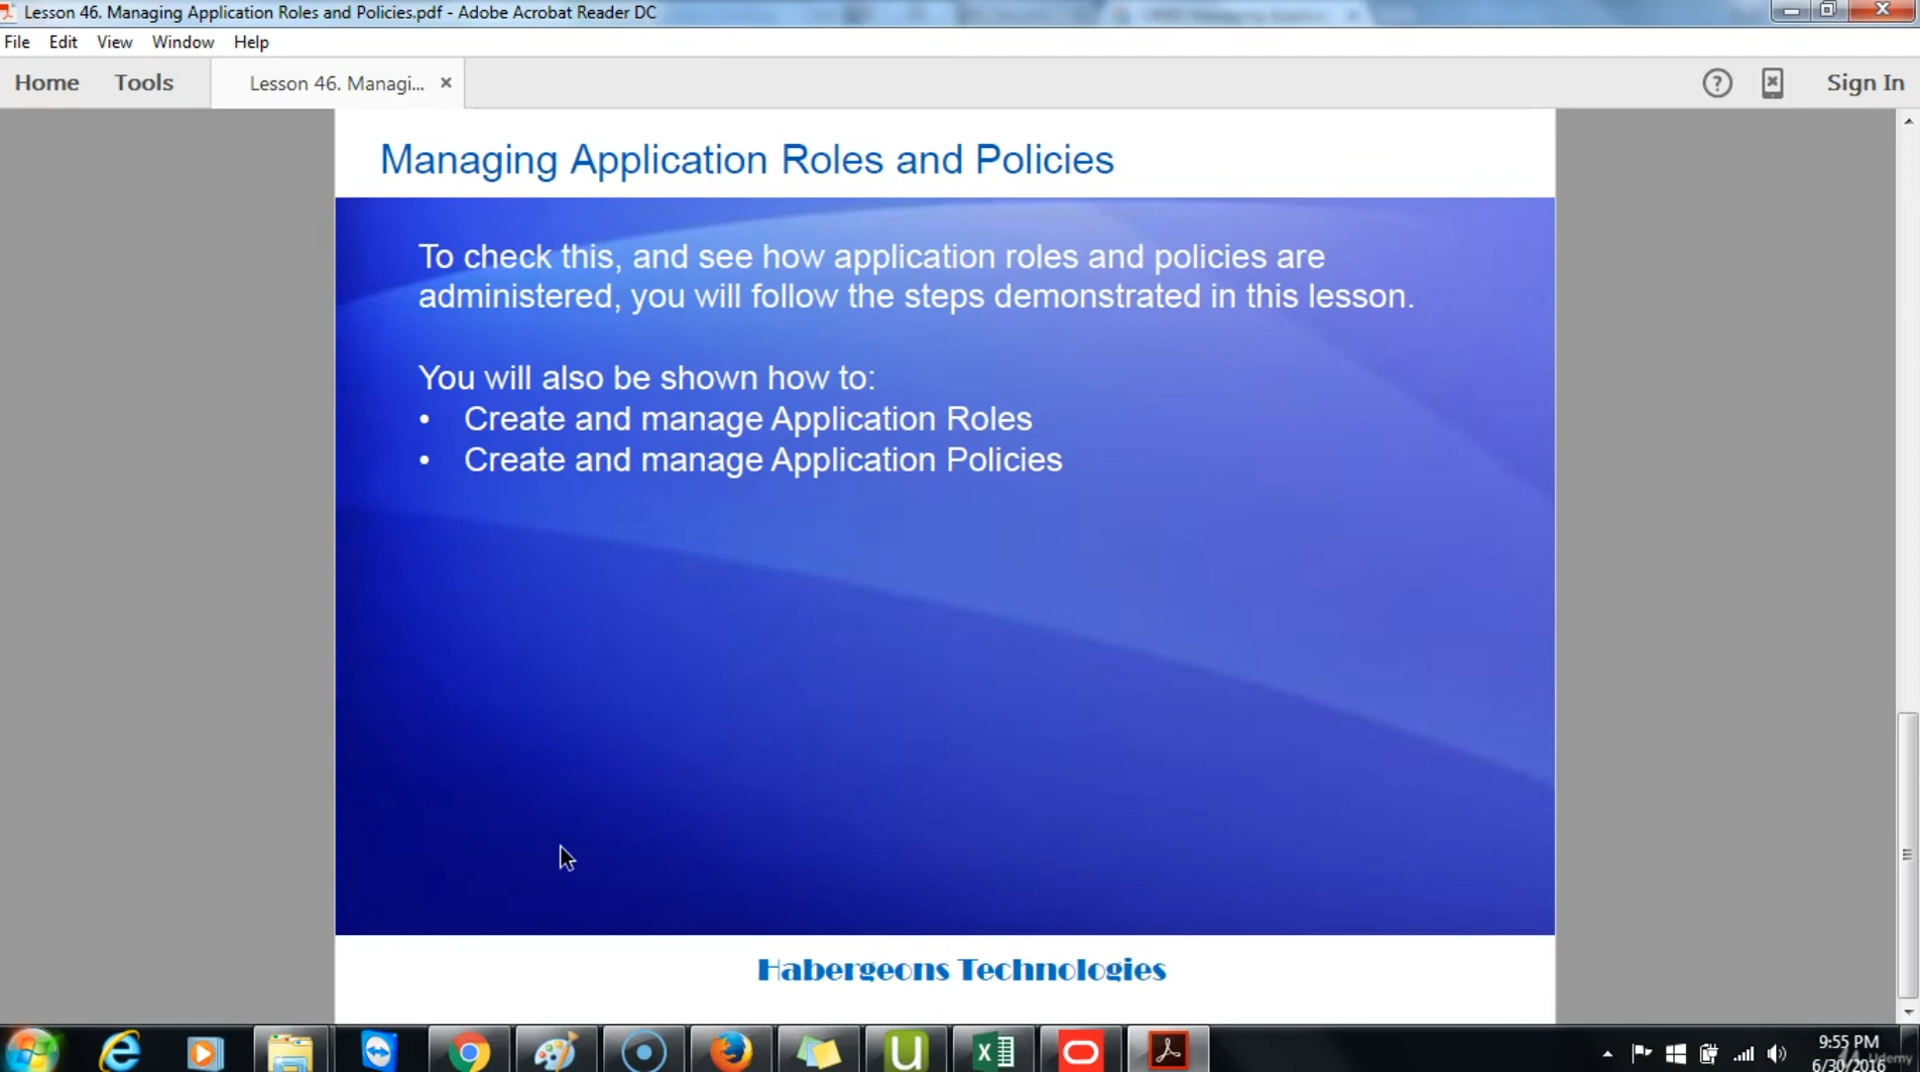 Lesson 46. Managing Application Roles and Policies.pdf - Adobe Acrobat Reader DC
File Edit View Window Help
Home Tools Lesson 46. Managi... × Sign In
Managing Application Roles and Policies
To check this, and see how application roles and policies are
administered, you will follow the steps demonstrated in this lesson.
You will also be shown how to:
• Create and manage Application Roles
• Create and manage Application Policies
Habergeons Technologies
9:55 PM
6/30/2016
Udemy